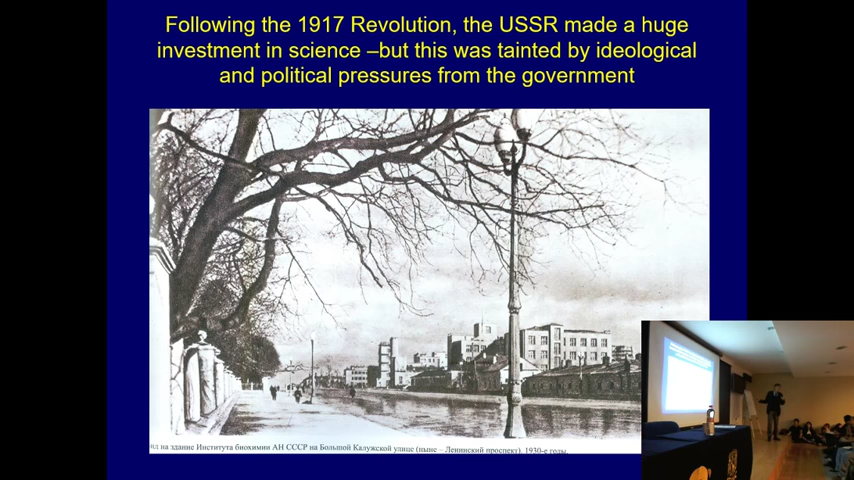 Following the 1917 Revolution, the USSR made a huge
investment in science –but this was tainted by ideological
and political pressures from the government
на здание Института биохимии АН СССР на Большой Калужской улице (ныне – Ленинский проспект). 1930-е годы.